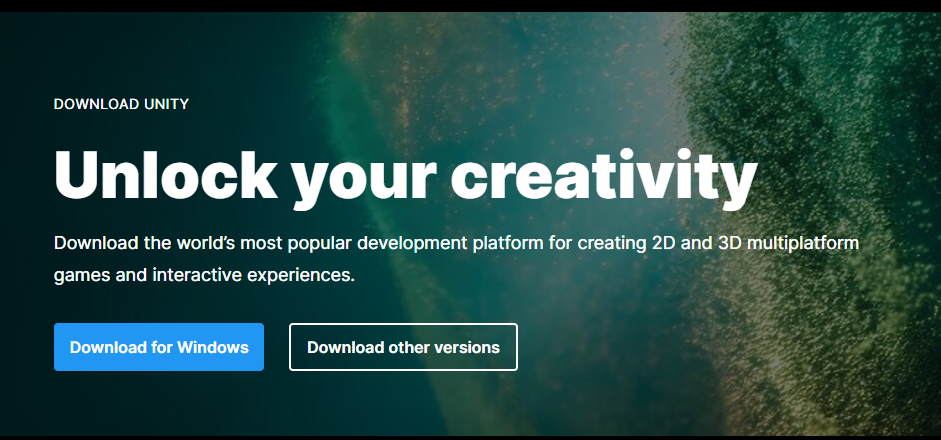 DOWNLOAD UNITY
Unlock your creativity
Download the world’s most popular development platform for creating 2D and 3D multiplatform
games and interactive experiences.
Download for Windows
Download other versions